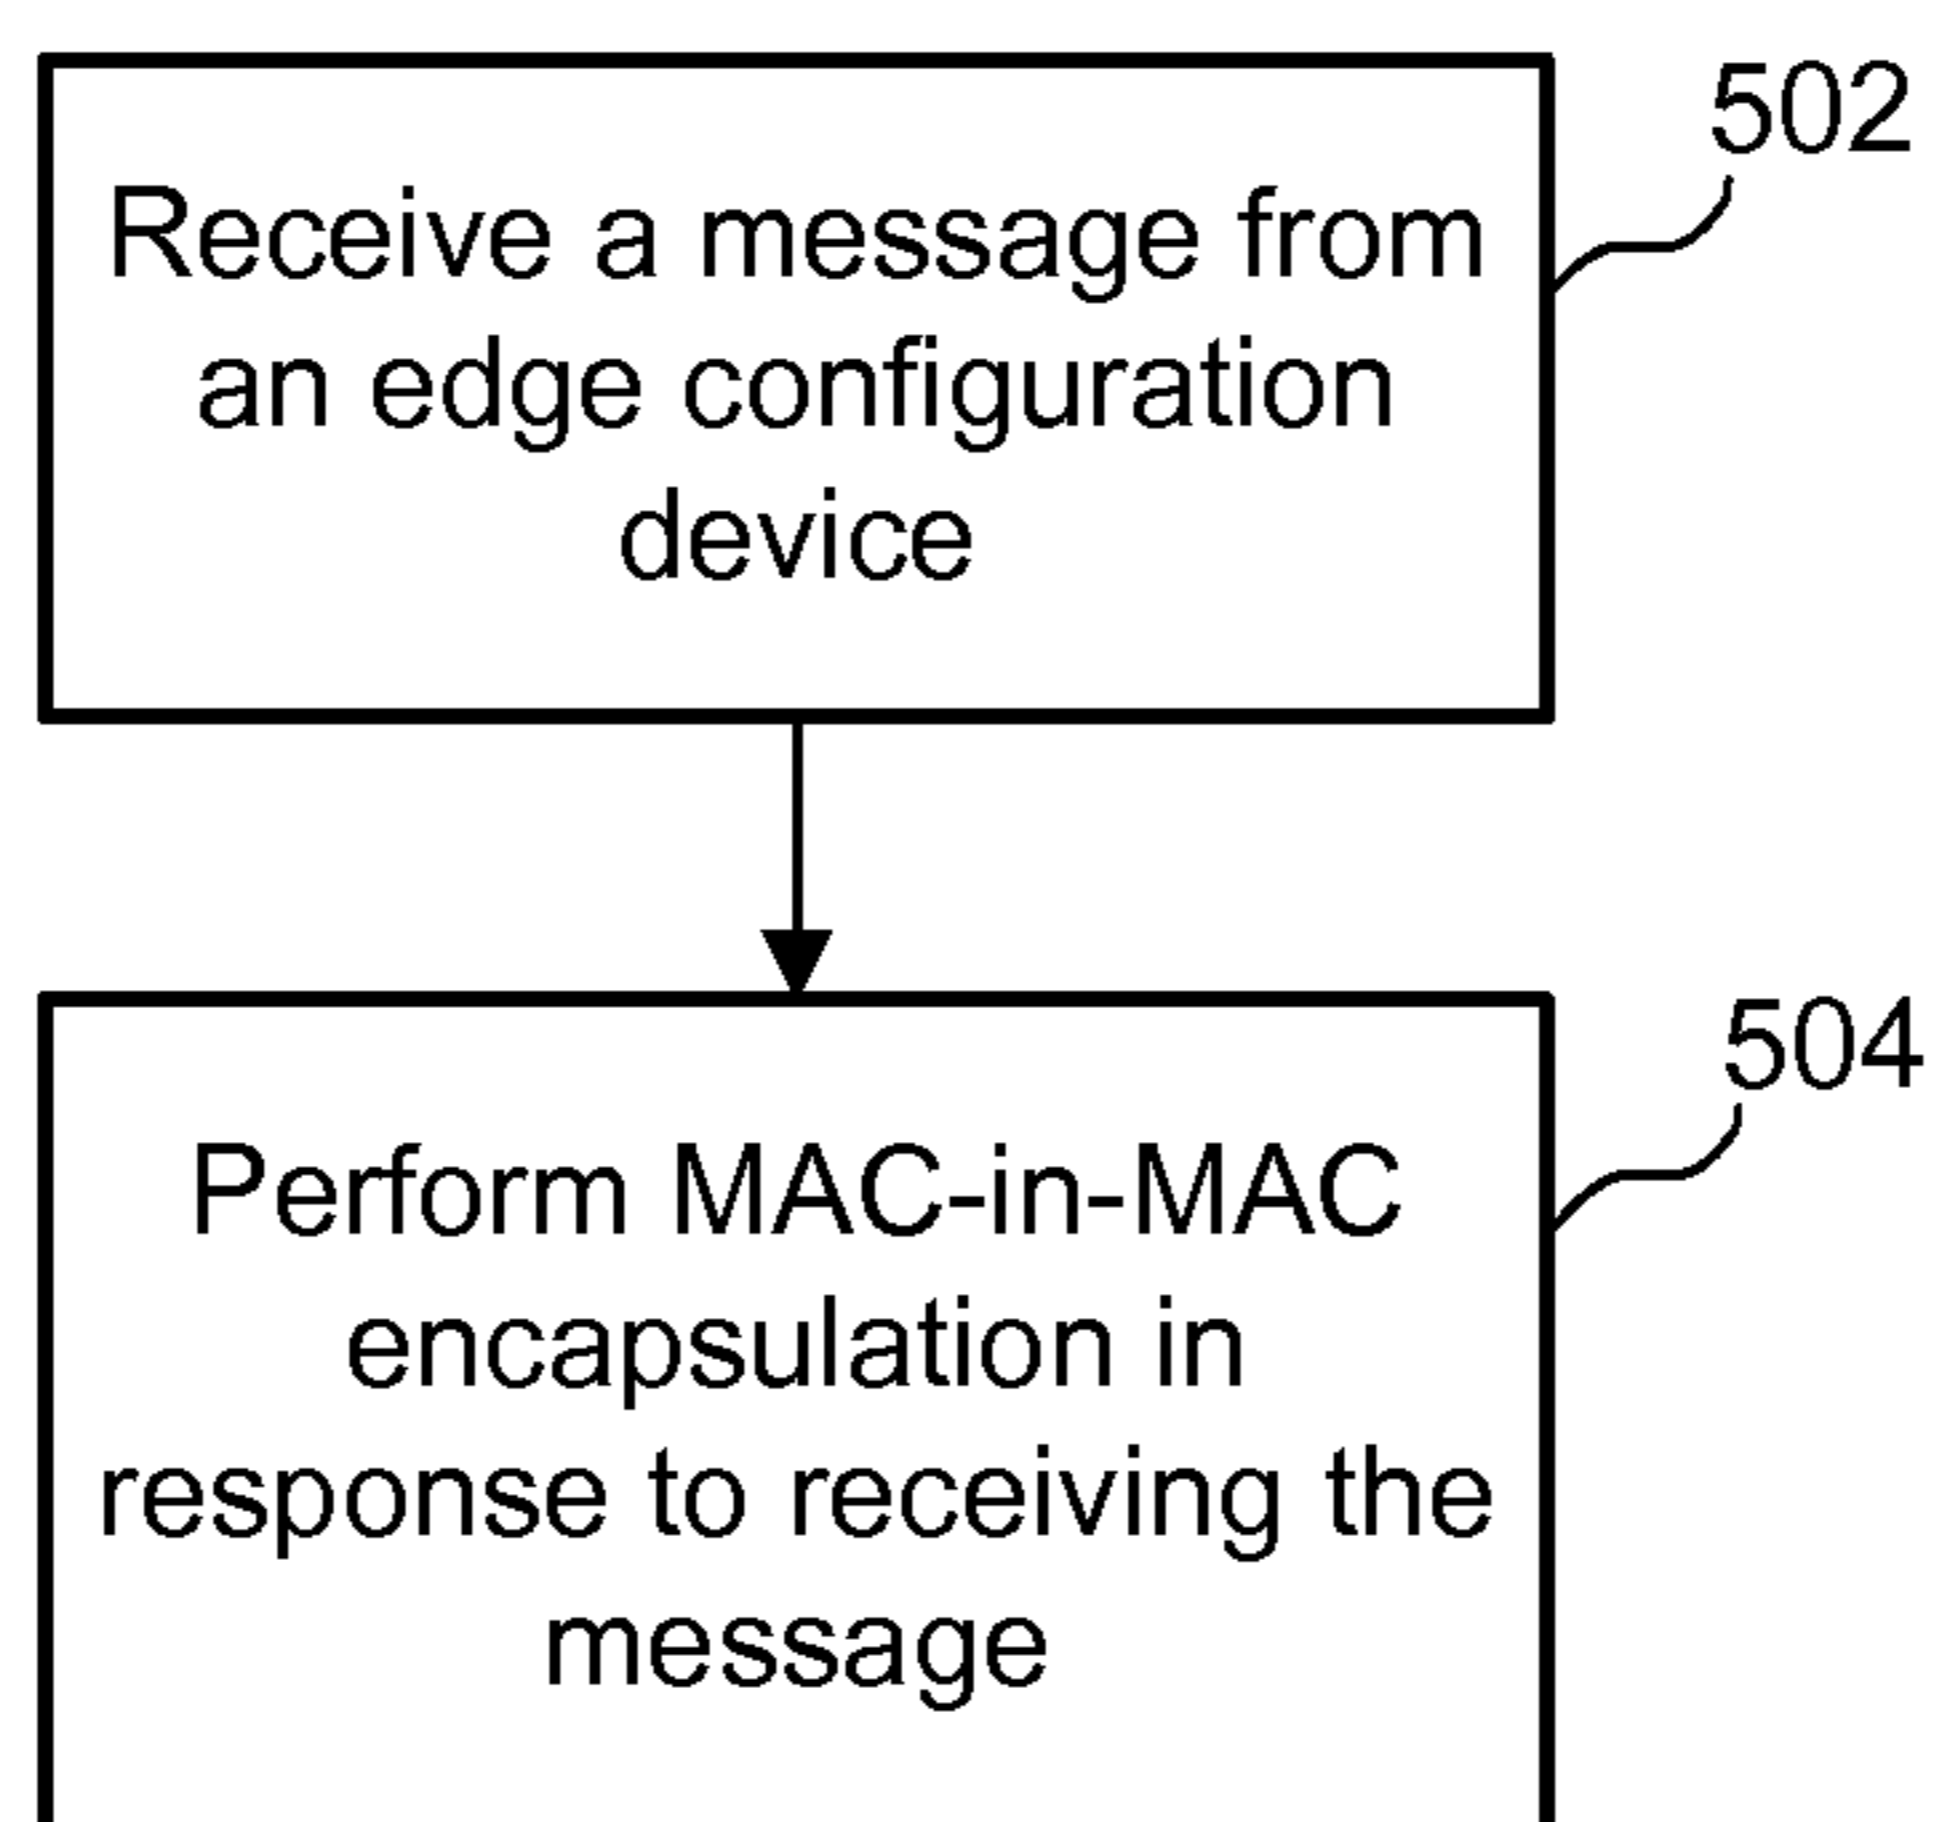 502
Receive a message from
an edge configuration
device
504
Perform MAC-in-MAC
encapsulation in
response to receiving the
message